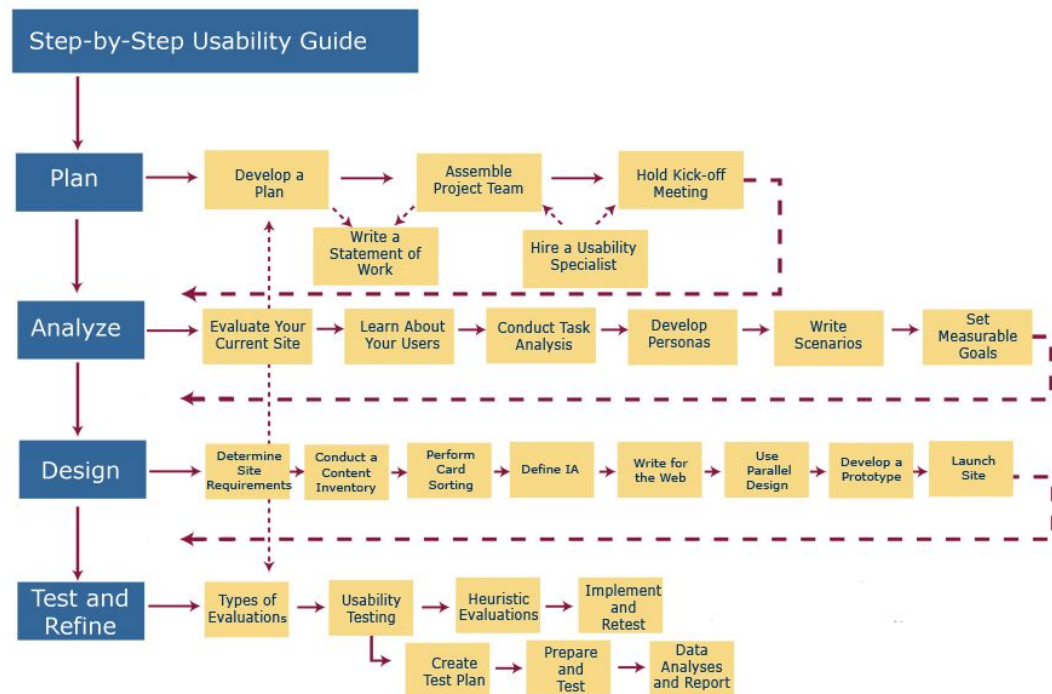 Step-by-Step Usability Guide
Plan
Develop a
Plan
Assemble
Project Team
Hold Kick-off
Meeting
Write a
Statement of
Work
Hire a Usability
Specialist
Analyze
Evaluate Your
Current Site
Learn About
Your Users
Conduct Task
Analysis
Develop
Personas
Write
Scenarios
Set
Measurable
Goals
Design
Determine
Site
Requirements
Conduct a
Content
Inventory
Perform
Card
Sorting
Define IA
Write for
the Web
Use
Parallel
Design
Develop a
Prototype
Launch
Site
Test and
Refine
Types of
Evaluations
Usability
Testing
Heuristic
Evaluations
Implement
and
Retest
Create
Test Plan
Prepare
and
Test
Data
Analyses
and Report